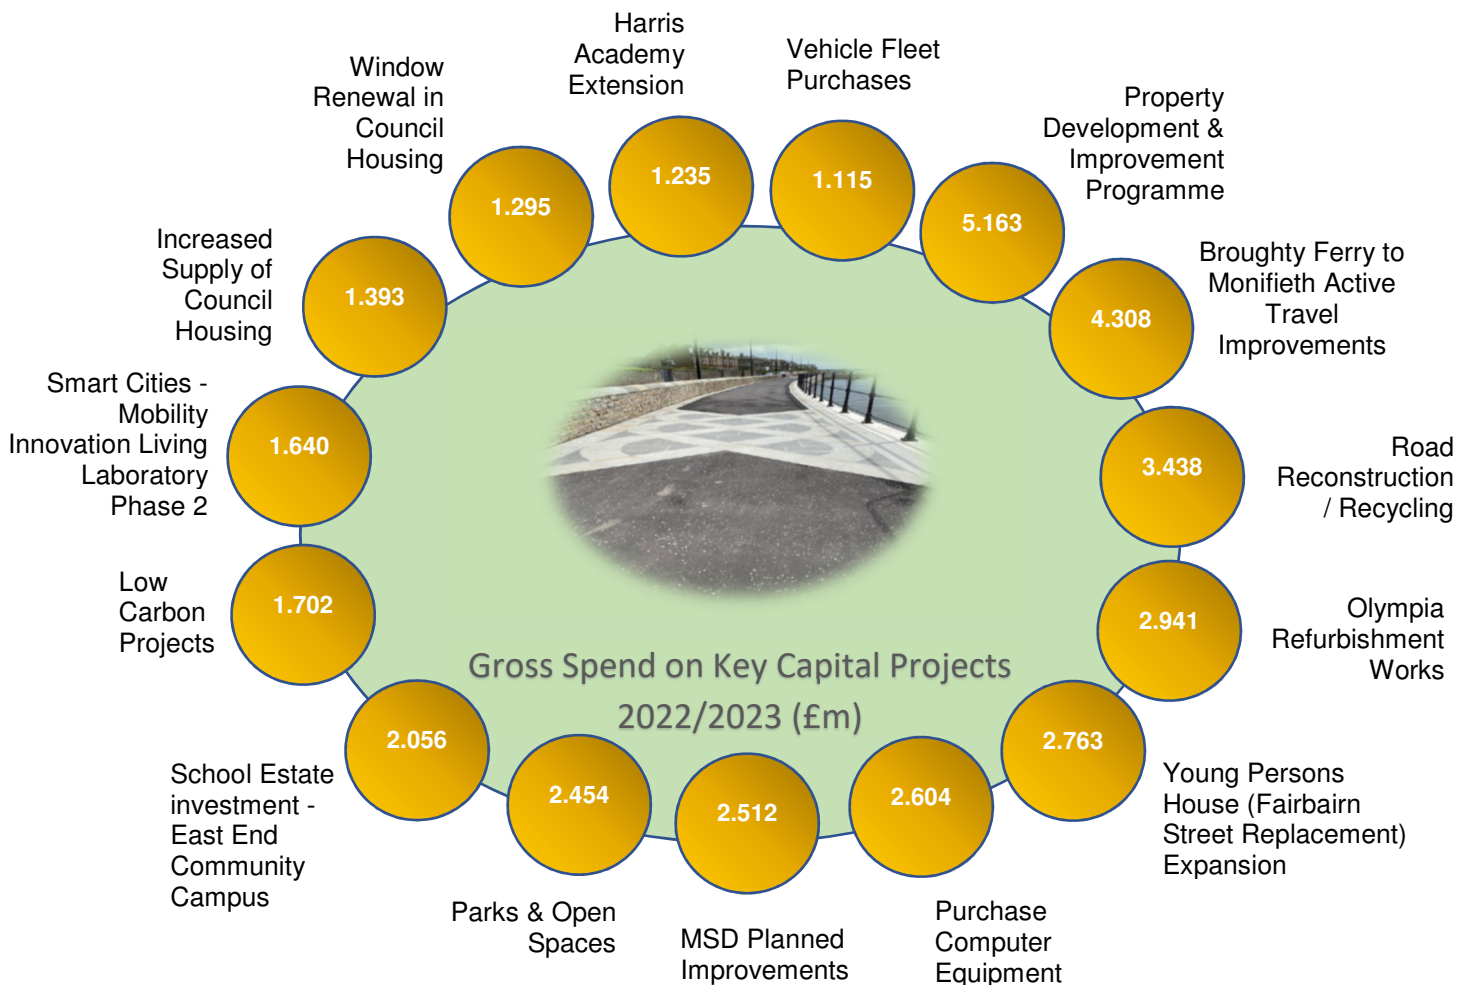 Harris
Academy
Extension
1.235
Vehicle Fleet
Purchases
1.115
Property
Development &
Improvement
Programme
5.163
Broughty Ferry to
Monifieth Active
Travel
Improvements
4.308
Road
Reconstruction
/ Recycling
3.438
Olympia
Refurbishment
Works
2.941
Young Persons
House (Fairbairn
Street Replacement)
Expansion
2.763
Purchase
Computer
Equipment
2.604
MSD Planned
Improvements
2.512
Parks & Open
Spaces
2.454
School Estate
investment -
East End
Community
Campus
2.056
Low
Carbon
Projects
1.702
Smart Cities -
Mobility
Innovation Living
Laboratory
Phase 2
1.640
Increased
Supply of
Council
Housing
1.393
Window
Renewal in
Council
Housing
1.295
Gross Spend on Key Capital Projects
2022/2023 (£m)